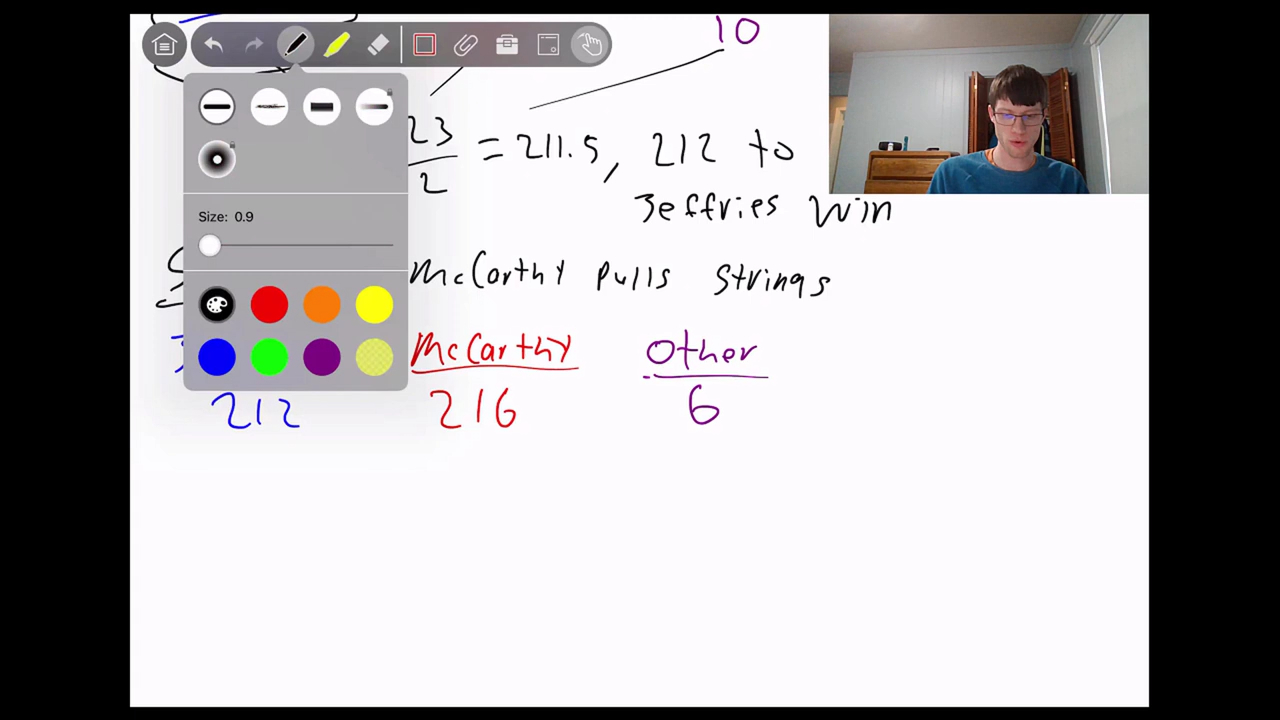 10
23
2
= 211.5, 212 to
Jeffries Win
Size: 0.9
McCarthy Pulls Strings
McCarthy Other
212 216 6